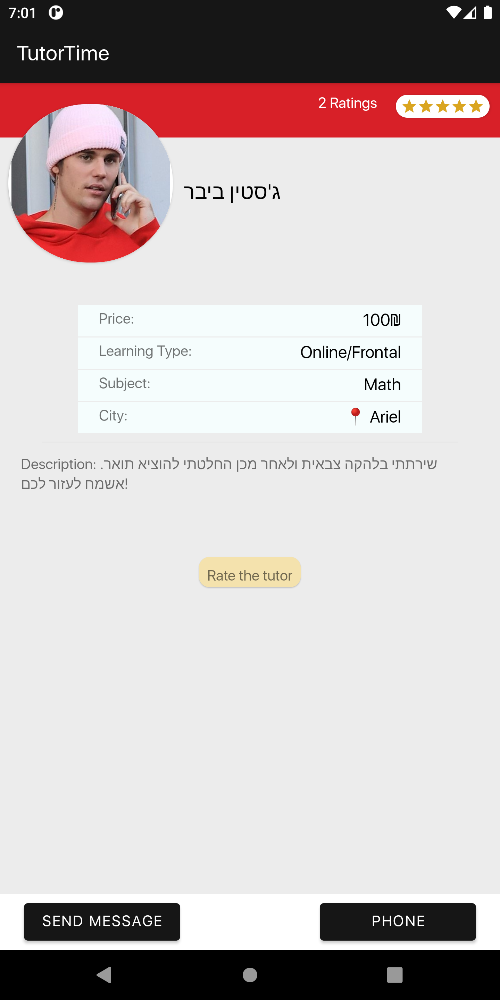 7:01
TutorTime
2 Ratings
ג'סטין ביבר
Price: 100₪
Learning Type: Online/Frontal
Subject: Math
City: 📍 Ariel
Description: שירתתי בלהקה צבאית ולאחר מכן החלטתי להוציא תואר.
אשמח לעזור לכם!
Rate the tutor
SEND MESSAGE
PHONE